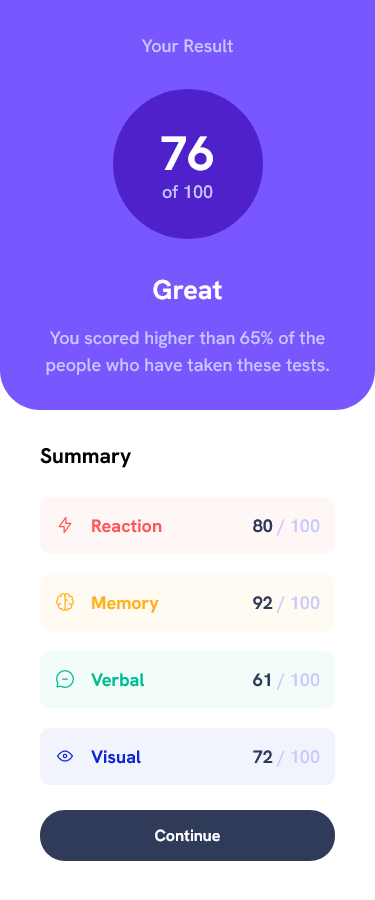 Your Result
76
of 100
Great
You scored higher than 65% of the
people who have taken these tests.
Summary
Reaction 80 / 100
Memory 92 / 100
Verbal 61 / 100
Visual 72 / 100
Continue